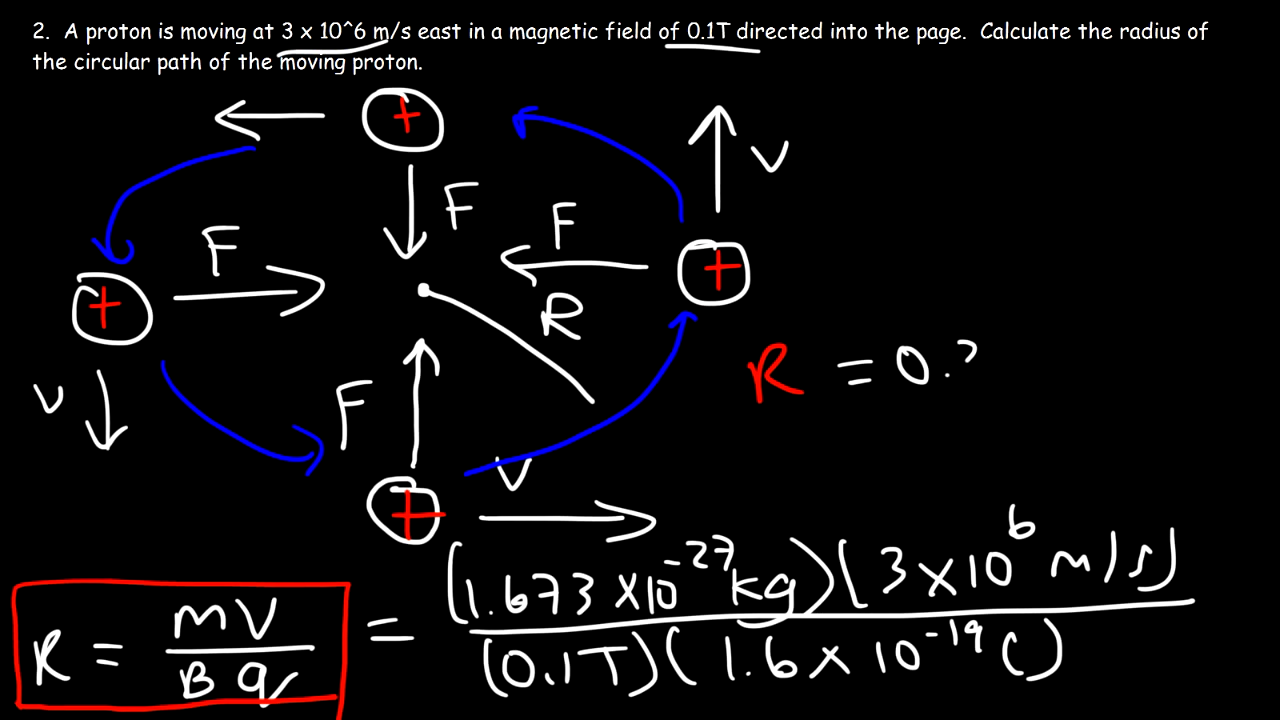 2. A proton is moving at 3 x 10^6 m/s east in a magnetic field of 0.1T directed into the page. Calculate the radius of
the circular path of the moving proton.
+
V
F
F
F
+
+
R
R = 0.
V
F
V
+
R = mv / Bq = (1.673 × 10⁻²⁷ kg)(3 × 10⁶ m/s) / (0.1T)(1.6 × 10⁻¹⁹ C)